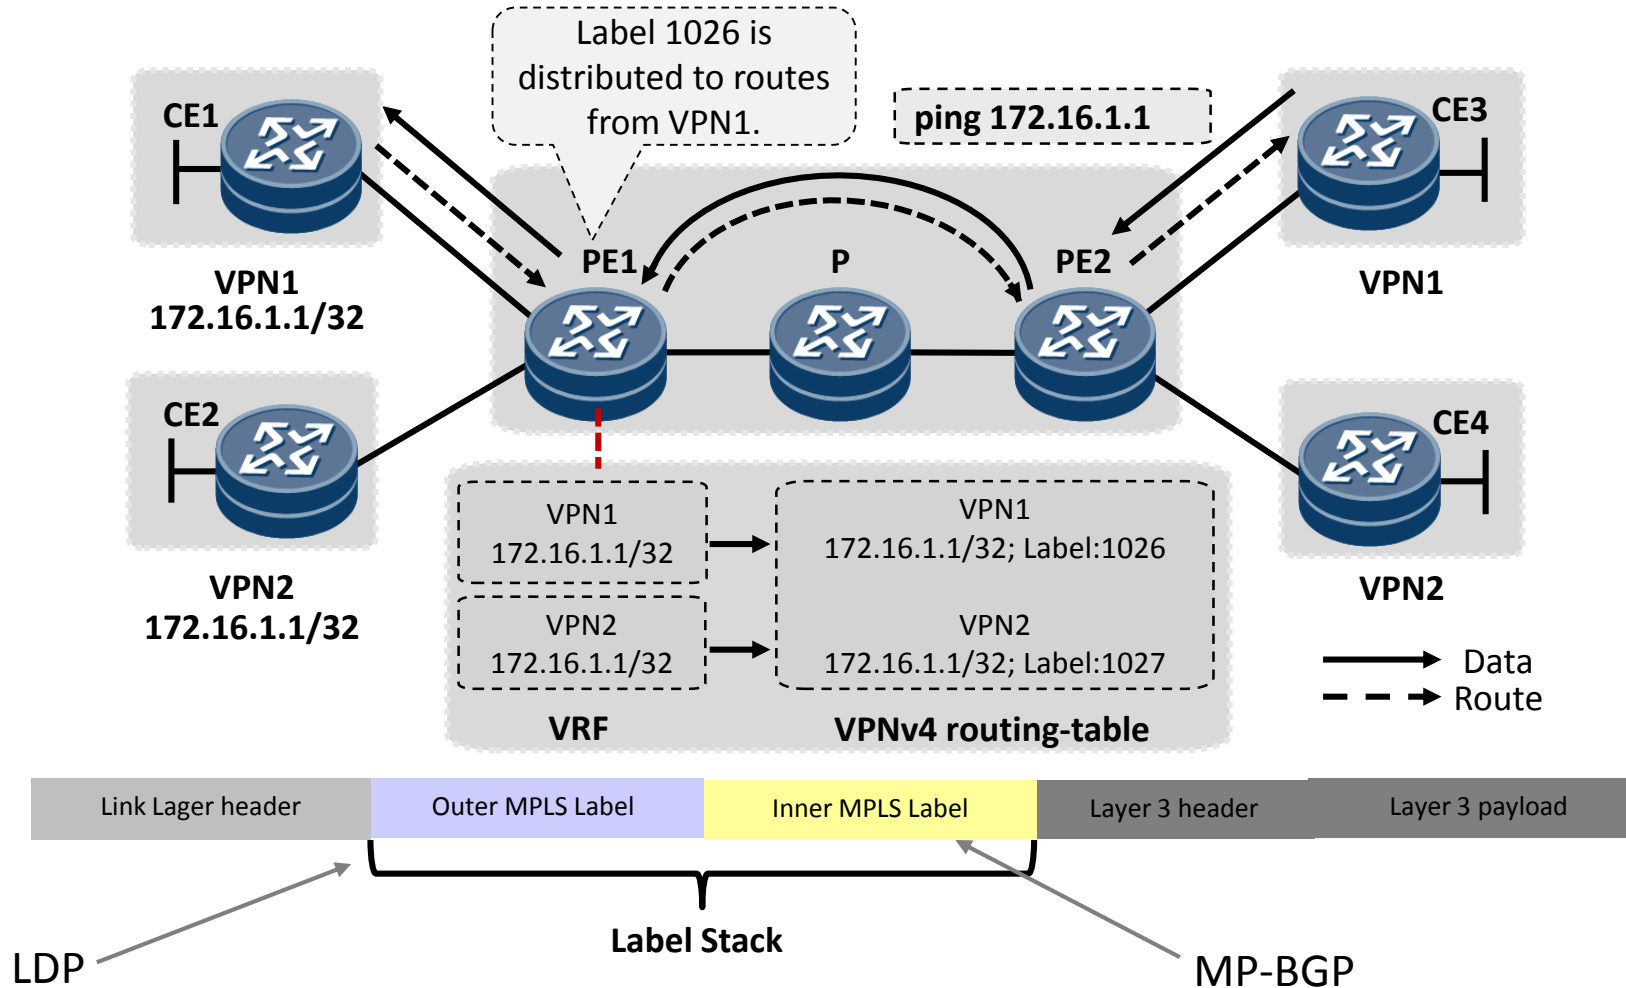 Label 1026 is
distributed to routes
from VPN1.
ping 172.16.1.1
CE1
CE3
PE1
P
PE2
VPN1
172.16.1.1/32
VPN1
CE2
CE4
VPN2
172.16.1.1/32
VPN2
VPN1
172.16.1.1/32
VPN1
172.16.1.1/32; Label:1026
VPN2
172.16.1.1/32
VPN2
172.16.1.1/32; Label:1027
VRF
VPNv4 routing-table
Data
Route
Link Lager header
Outer MPLS Label
Inner MPLS Label
Layer 3 header
Layer 3 payload
Label Stack
LDP
MP-BGP